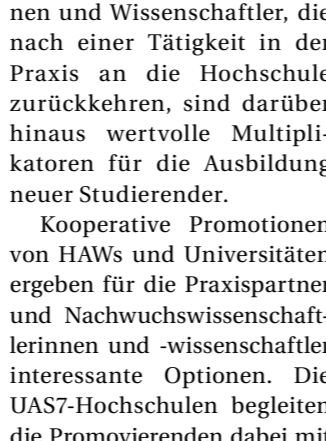 nen und Wissenschaftler, die
nach einer Tätigkeit in der
Praxis an die Hochschule
zurückkehren, sind darüber
hinaus wertvolle Multipli-
katoren für die Ausbildung
neuer Studierender.
Kooperative Promotionen
von HAWs und Universitäten
ergeben für die Praxispartner
und Nachwuchswissenschaft-
lerinnen und -wissenschaftler
interessante Optionen. Die
UAS7-Hochschulen begleiten
die Promovierenden dabei mit